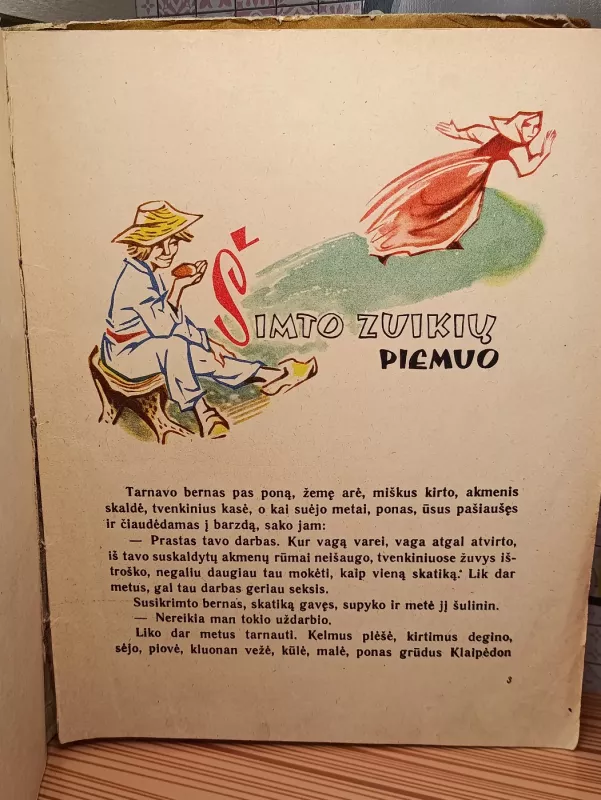 ŠIMTO ZUIKIŲ
PIEMUO
Tarnavo bernas pas poną, žemę arė, miškus kirto, akmenis
skaldė, tvenkinius kasė, o kai suėjo metai, ponas, ūsus pašiaušęs
ir čiaudėdamas į barzdą, sako jam:
— Prastas tavo darbas. Kur vagą varei, vaga atgal atvirto,
iš tavo suskaldytų akmenų rūmai neišaugo, tvenkiniuose žuvys iš-
troško, negaliu daugiau tau mokėti, kaip vieną skatiką. Lik dar
metus, gal tau darbas geriau seksis.
Susikrimto bernas, skatiką gavęs, supyko ir metė jį šulinin.
— Nereikia man tokio uždarbio.
Liko dar metus tarnauti. Kelmus plėšė, kirtimus degino,
sėjo, piovė, kluonan vežė, kūlė, malė, ponas grūdus Klaipėdon
3